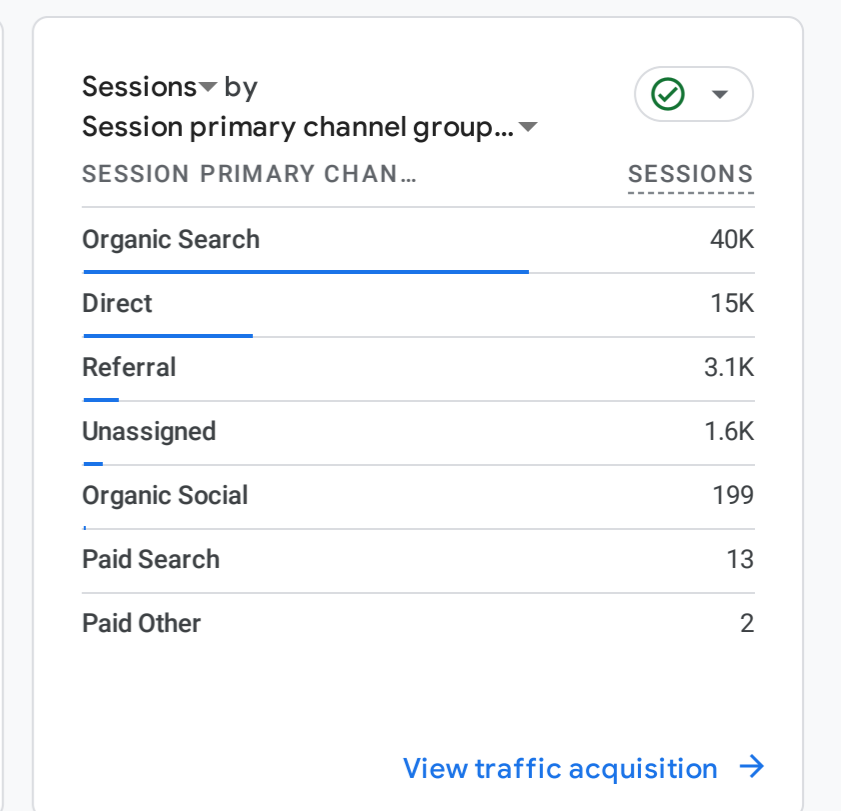 Sessions by
Session primary channel group...
SESSION PRIMARY CHAN...
SESSIONS
Organic Search 40K
Direct 15K
Referral 3.1K
Unassigned 1.6K
Organic Social 199
Paid Search 13
Paid Other 2
View traffic acquisition